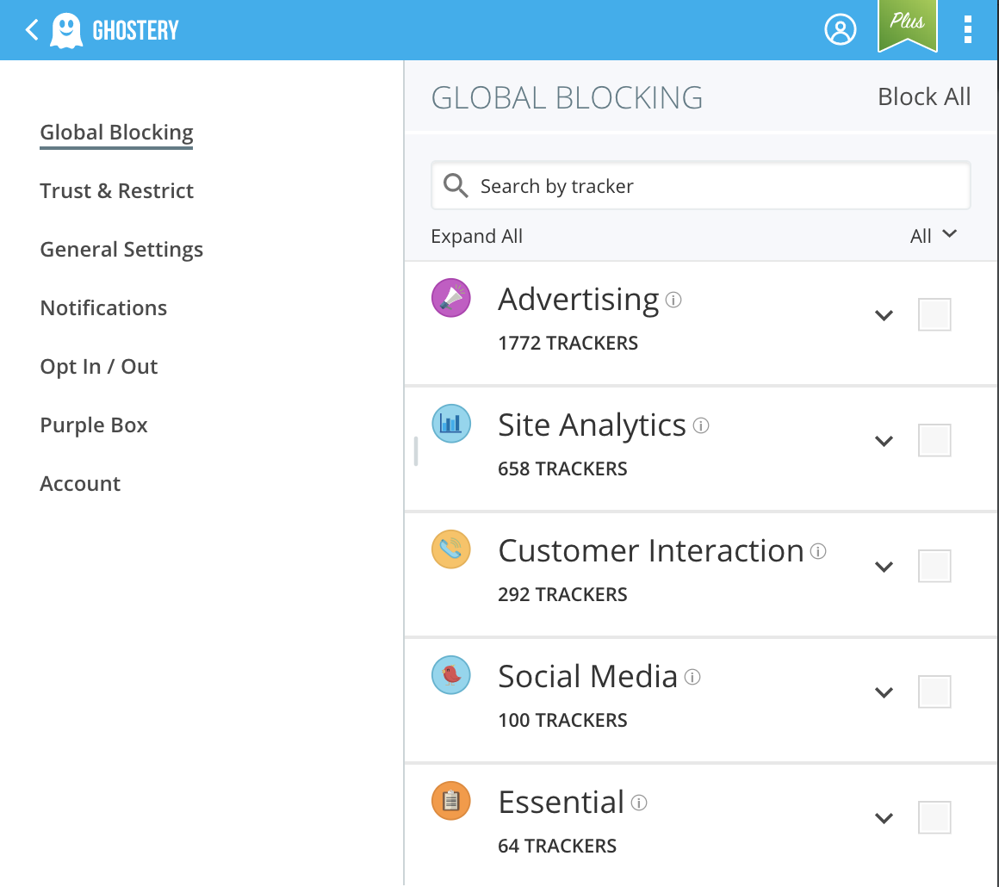 GHOSTERY
Plus
Global Blocking
Trust & Restrict
General Settings
Notifications
Opt In / Out
Purple Box
Account
GLOBAL BLOCKING
Block All
Search by tracker
Expand All
All
Advertising
1772 TRACKERS
Site Analytics
658 TRACKERS
Customer Interaction
292 TRACKERS
Social Media
100 TRACKERS
Essential
64 TRACKERS